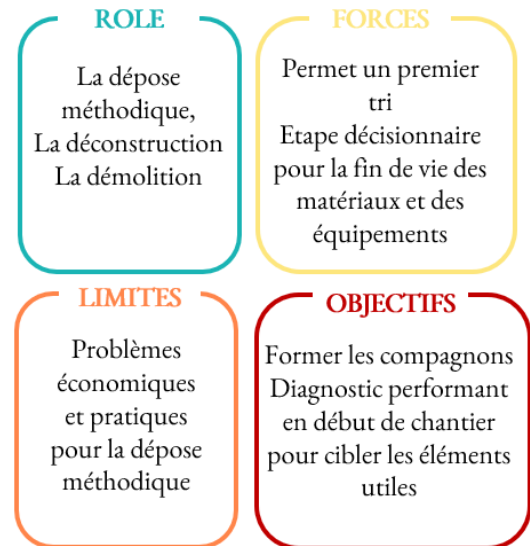 ROLE
La dépose
méthodique,
La déconstruction
La démolition
FORCES
Permet un premier
tri
Etape décisionnaire
pour la fin de vie des
matériaux et des
équipements
LIMITES
Problèmes
économiques
et pratiques
pour la dépose
méthodique
OBJECTIFS
Former les compagnons
Diagnostic performant
en début de chantier
pour cibler les éléments
utiles